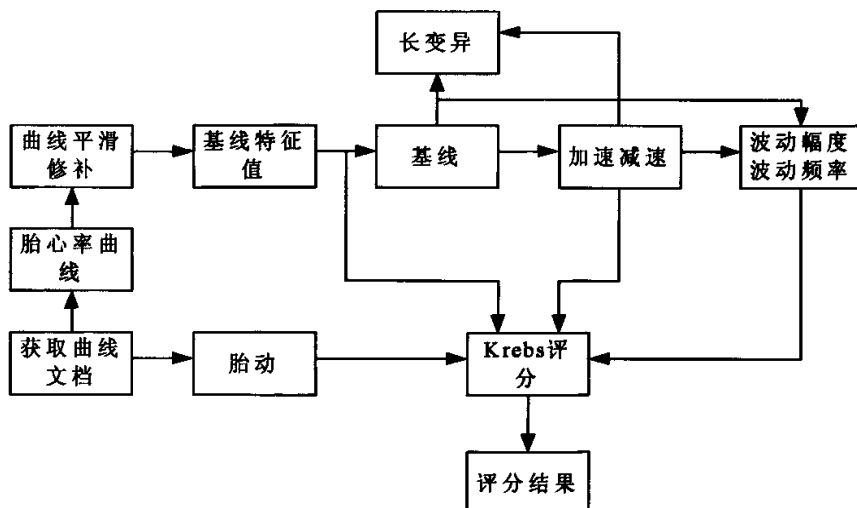 长变异
曲线平滑
修补
基线特征
值
基线
加速减速
波动幅度
波动频率
胎心率曲
线
获取曲线
文档
胎动
Krebs评
分
评分结果